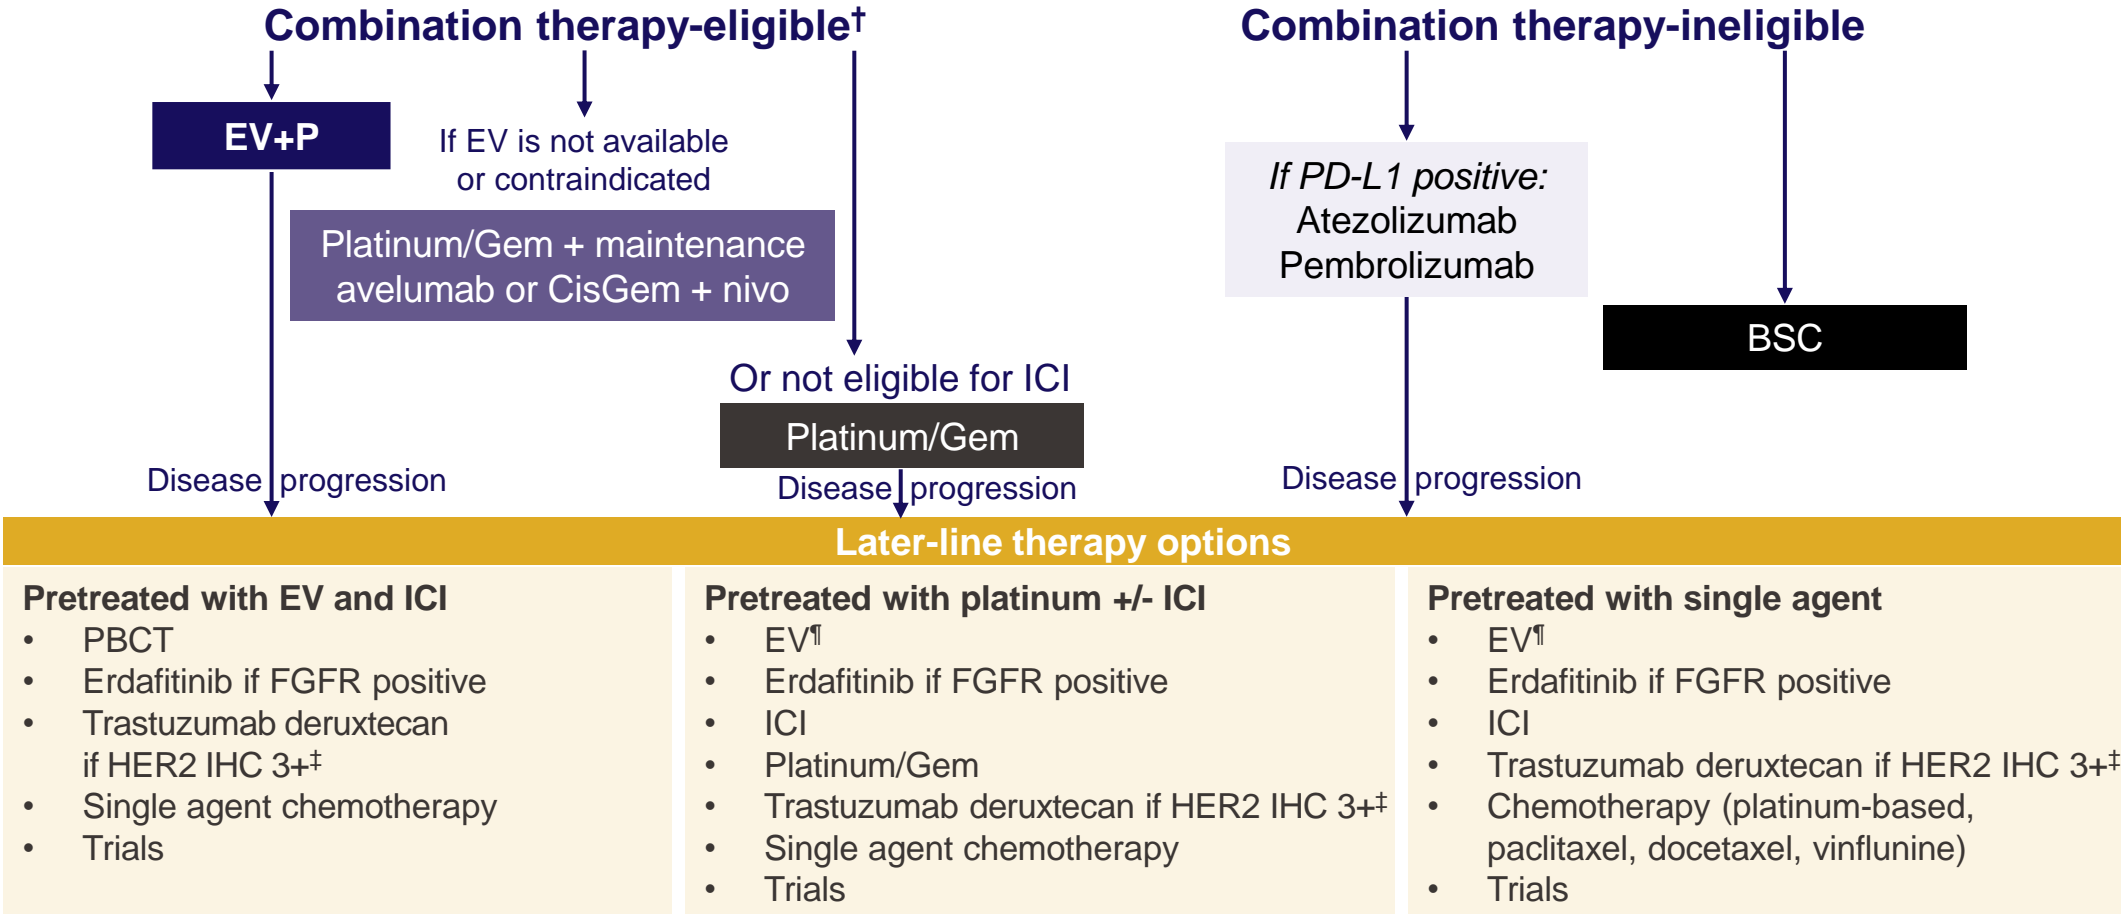 Combination therapy-eligible†
EV+P
If EV is not available
or contraindicated
Platinum/Gem + maintenance
avelumab or CisGem + nivo
Or not eligible for ICI
Platinum/Gem
Disease progression
Disease progression
Combination therapy-ineligible
If PD-L1 positive:
Atezolizumab
Pembrolizumab
BSC
Disease progression
Later-line therapy options
Pretreated with EV and ICI
• PBCT
• Erdafitinib if FGFR positive
• Trastuzumab deruxtecan
if HER2 IHC 3+‡
• Single agent chemotherapy
• Trials
Pretreated with platinum +/- ICI
• EV¶
• Erdafitinib if FGFR positive
• ICI
• Platinum/Gem
• Trastuzumab deruxtecan if HER2 IHC 3+‡
• Single agent chemotherapy
• Trials
Pretreated with single agent
• EV¶
• Erdafitinib if FGFR positive
• ICI
• Trastuzumab deruxtecan if HER2 IHC 3+‡
• Chemotherapy (platinum-based,
paclitaxel, docetaxel, vinflunine)
• Trials